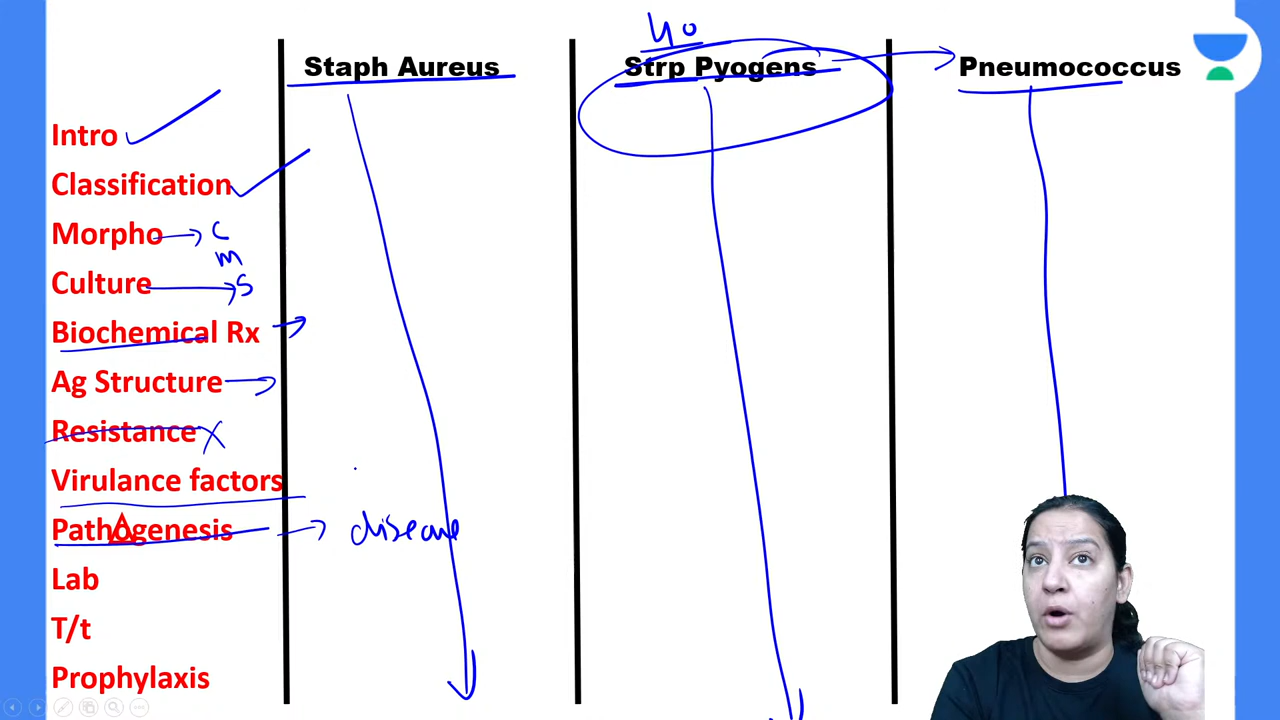 40
Staph Aureus
Strp Pyogens
Pneumococcus
Intro
Classification
Morpho
C
m
Culture
S
Biochemical Rx
Ag Structure
Resistance
Virulance factors
Pathogenesis
disease
Lab
T/t
Prophylaxis